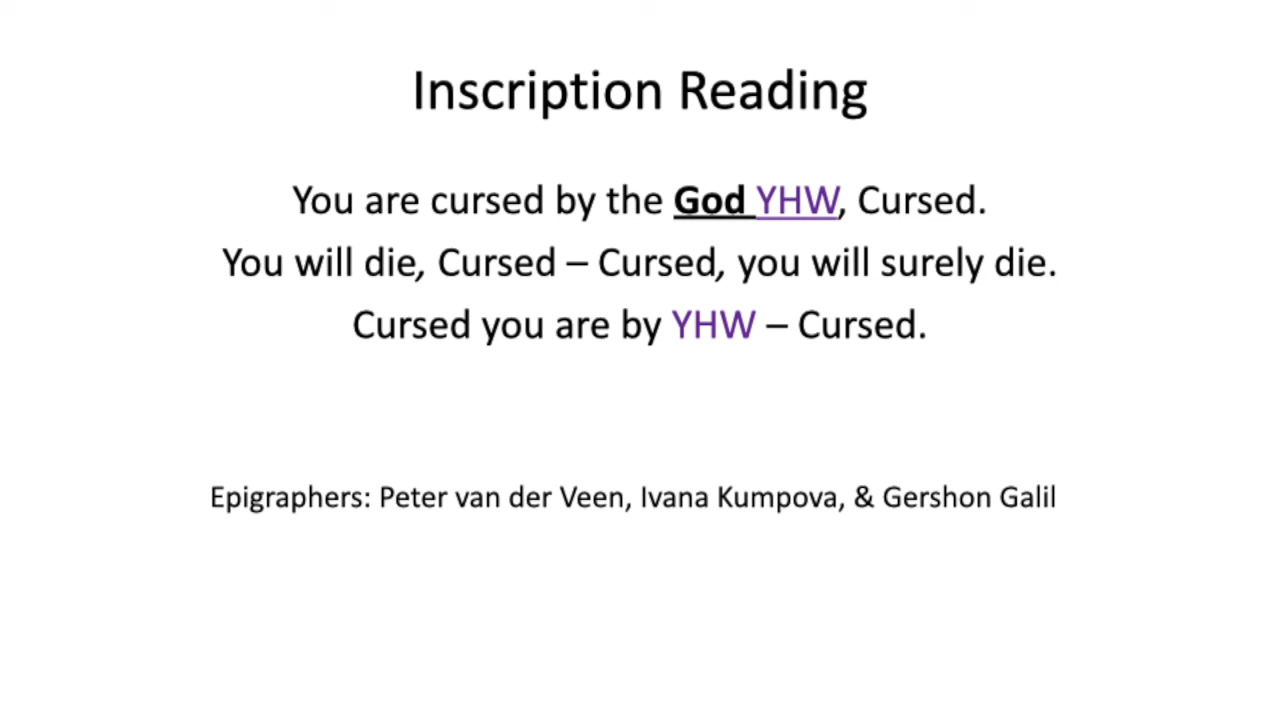 Inscription Reading
You are cursed by the God YHW, Cursed.
You will die, Cursed – Cursed, you will surely die.
Cursed you are by YHW – Cursed.
Epigraphers: Peter van der Veen, Ivana Kumpova, & Gershon Galil